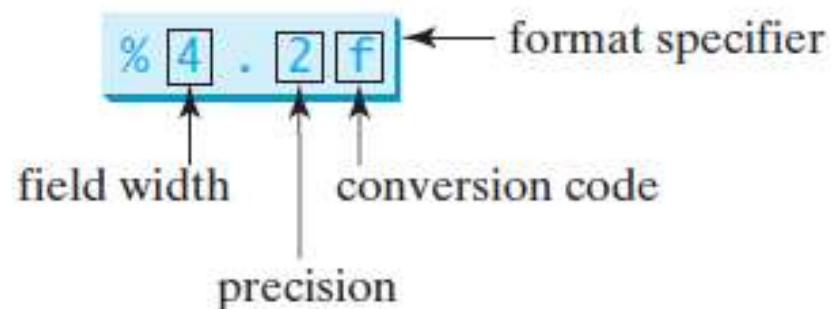 %4.2f
format specifier
field width
conversion code
precision